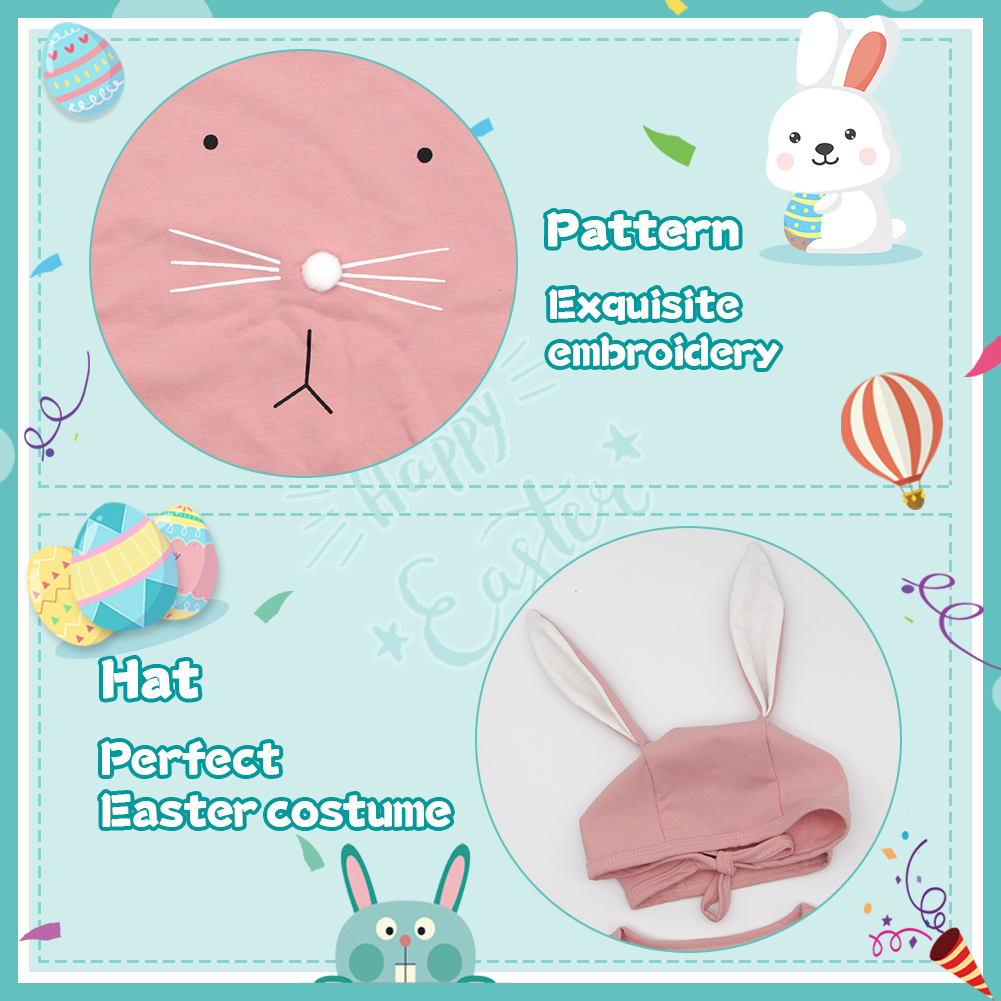 Pattern
Exquisite
embroidery
Happy
Easter
Hat
Perfect
Easter costume